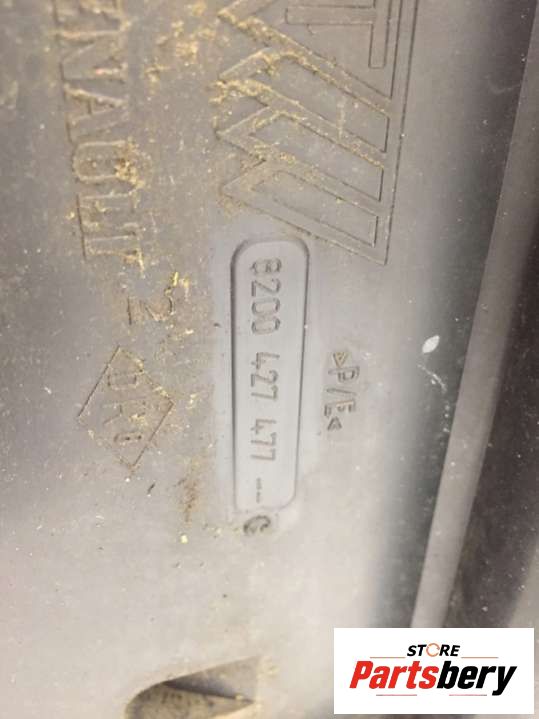 RENAULT
8200 427 477 --
G
>P/E<
STORE
Partsbery